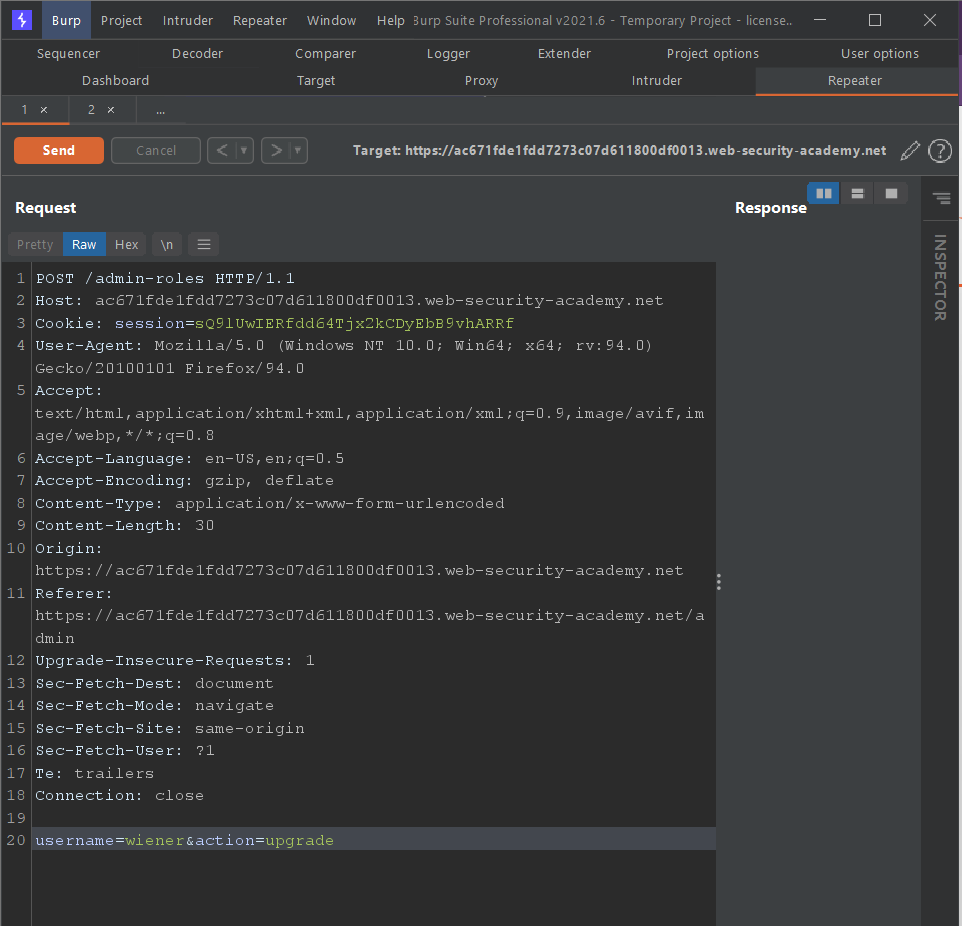 Burp Project Intruder Repeater Window Help Burp Suite Professional v2021.6 - Temporary Project - license..
Sequencer Decoder Comparer Logger Extender Project options User options
Dashboard Target Proxy Intruder Repeater
1 × 2 × ...
Send Cancel < > Target: https://ac671fde1fdd7273c07d611800df0013.web-security-academy.net ?
Request Response
Pretty Raw Hex \n
INSPECTOR
1 POST /admin-roles HTTP/1.1
2 Host: ac671fde1fdd7273c07d611800df0013.web-security-academy.net
3 Cookie: session=sQ9lUwIERfdd64Tjx2kCDyEbB9vhARRf
4 User-Agent: Mozilla/5.0 (Windows NT 10.0; Win64; x64; rv:94.0)
Gecko/20100101 Firefox/94.0
5 Accept:
text/html,application/xhtml+xml,application/xml;q=0.9,image/avif,im
age/webp,*/*;q=0.8
6 Accept-Language: en-US,en;q=0.5
7 Accept-Encoding: gzip, deflate
8 Content-Type: application/x-www-form-urlencoded
9 Content-Length: 30
10 Origin:
https://ac671fde1fdd7273c07d611800df0013.web-security-academy.net
11 Referer:
https://ac671fde1fdd7273c07d611800df0013.web-security-academy.net/a
dmin
12 Upgrade-Insecure-Requests: 1
13 Sec-Fetch-Dest: document
14 Sec-Fetch-Mode: navigate
15 Sec-Fetch-Site: same-origin
16 Sec-Fetch-User: ?1
17 Te: trailers
18 Connection: close
19
20 username=wiener&action=upgrade